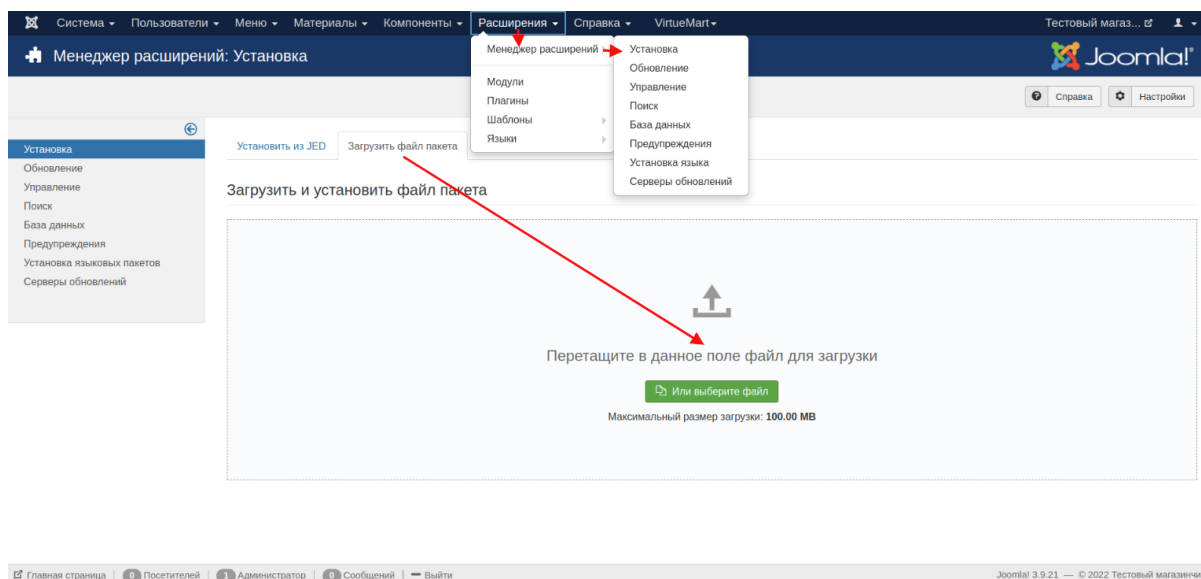 Система Пользователи Меню Материалы Компоненты Расширения Справка VirtueMart Тестовый магаз...
Менеджер расширений: Установка
Joomla!
Справка Настройки
Менеджер расширений
Модули
Плагины
Шаблоны
Языки
Установка
Обновление
Управление
Поиск
База данных
Предупреждения
Установка языка
Серверы обновлений
Установка
Обновление
Управление
Поиск
База данных
Предупреждения
Установка языковых пакетов
Серверы обновлений
Установить из JED Загрузить файл пакета
Загрузить и установить файл пакета
Перетащите в данное поле файл для загрузки
Или выберите файл
Максимальный размер загрузки: 100.00 MB
Главная страница 0 Посетителей 1 Администратор 0 Сообщений Выйти
Joomla! 3.9.21 — © 2022 Тестовый магазинчи